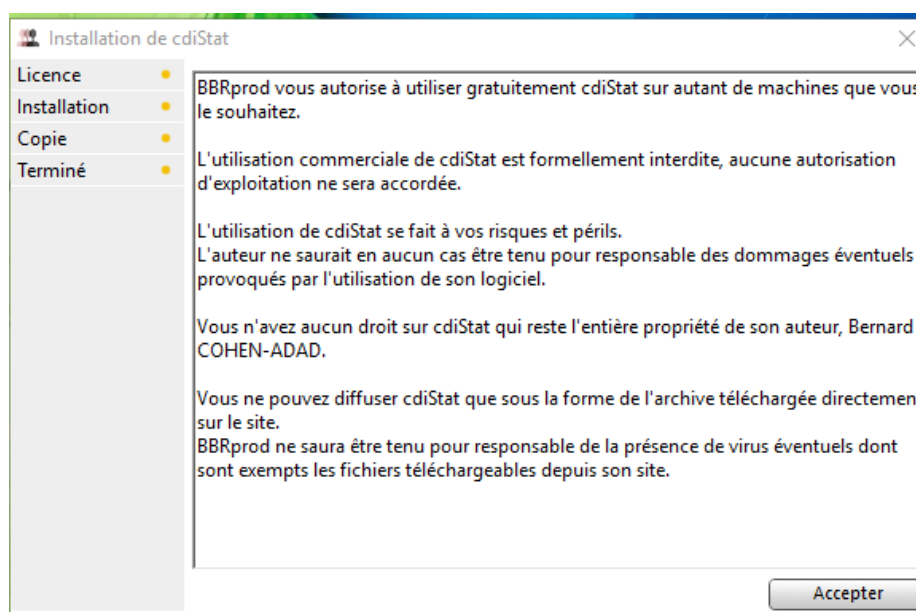 Installation de cdiStat
Licence
Installation
Copie
Terminé
BBRprod vous autorise à utiliser gratuitement cdiStat sur autant de machines que vous
le souhaitez.
L'utilisation commerciale de cdiStat est formellement interdite, aucune autorisation
d'exploitation ne sera accordée.
L'utilisation de cdiStat se fait à vos risques et périls.
L'auteur ne saurait en aucun cas être tenu pour responsable des dommages éventuels
provoqués par l'utilisation de son logiciel.
Vous n'avez aucun droit sur cdiStat qui reste l'entière propriété de son auteur, Bernard
COHEN-ADAD.
Vous ne pouvez diffuser cdiStat que sous la forme de l'archive téléchargée directemen
sur le site.
BBRprod ne saura être tenu pour responsable de la présence de virus éventuels dont
sont exempts les fichiers téléchargeables depuis son site.
Accepter